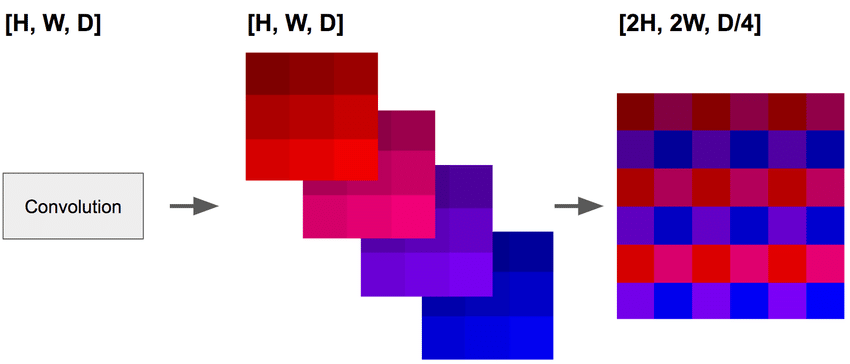 [H, W, D]
[H, W, D]
[2H, 2W, D/4]
Convolution